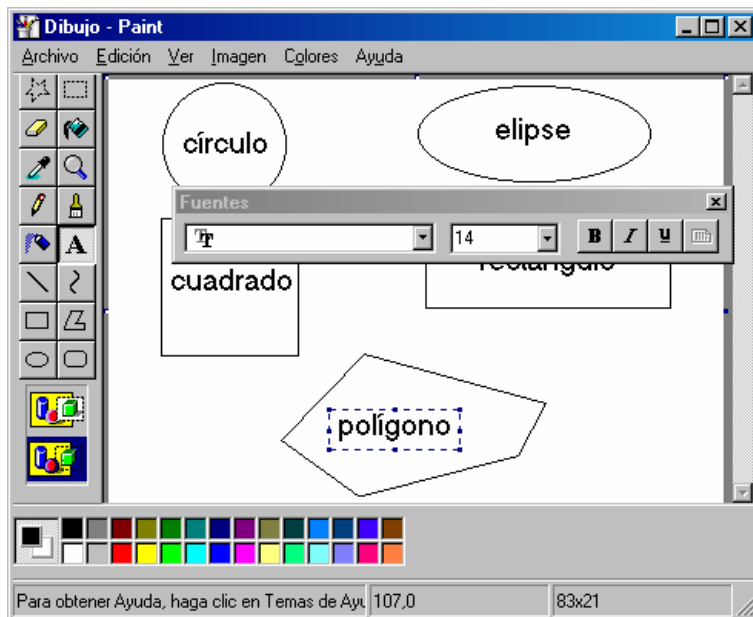 Dibujo - Paint
Archivo Edición Ver Imagen Colores Ayuda
círculo
elipse
Fuentes
14
B I U
A
cuadrado
rectángulo
polígono
Para obtener Ayuda, haga clic en Temas de Ayu 107,0 83x21